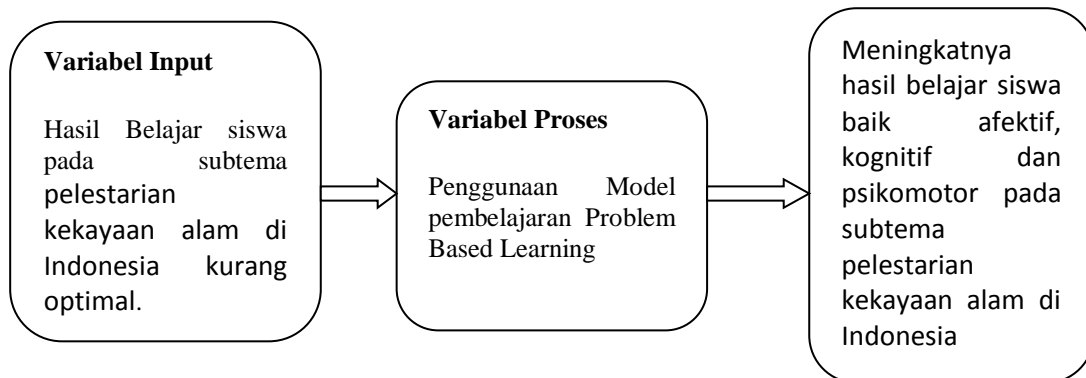 Variabel Input
Hasil Belajar siswa
pada subtema
pelestarian
kekayaan alam di
Indonesia kurang
optimal.
Variabel Proses
Penggunaan Model
pembelajaran Problem
Based Learning
Meningkatnya
hasil belajar siswa
baik afektif,
kognitif dan
psikomotor pada
subtema
pelestarian
kekayaan alam di
Indonesia